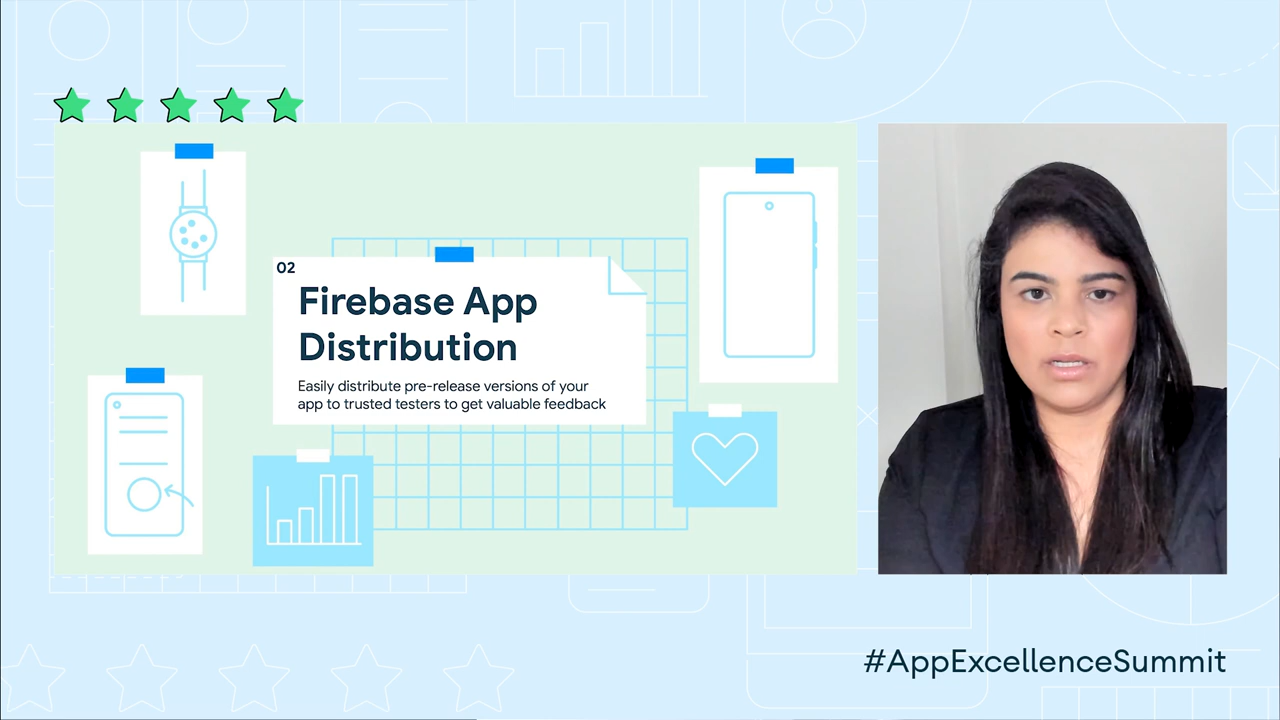 02
Firebase App
Distribution
Easily distribute pre-release versions of your
app to trusted testers to get valuable feedback
#AppExcellenceSummit